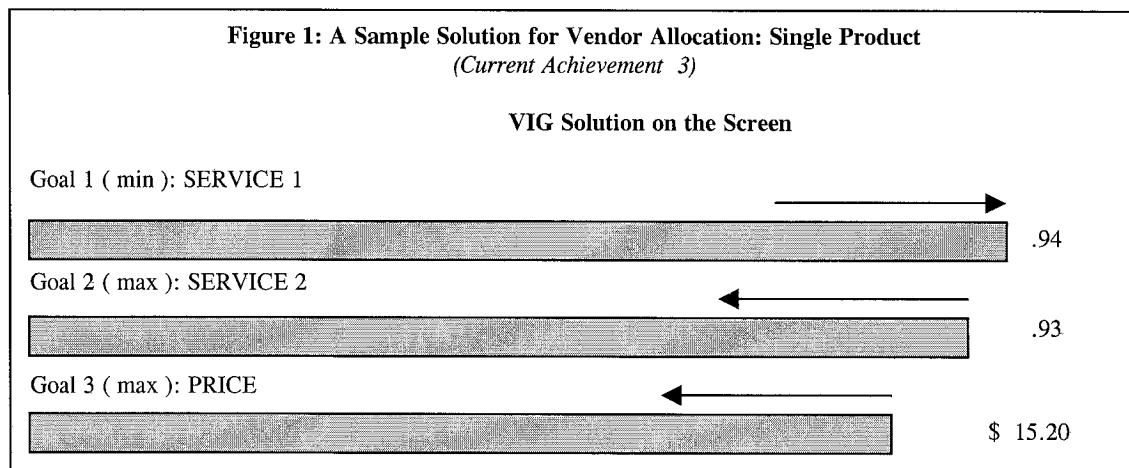 Figure 1: A Sample Solution for Vendor Allocation: Single Product
(Current Achievement 3)
VIG Solution on the Screen
Goal 1 ( min ): SERVICE 1
.94
Goal 2 ( max ): SERVICE 2
.93
Goal 3 ( max ): PRICE
$ 15.20